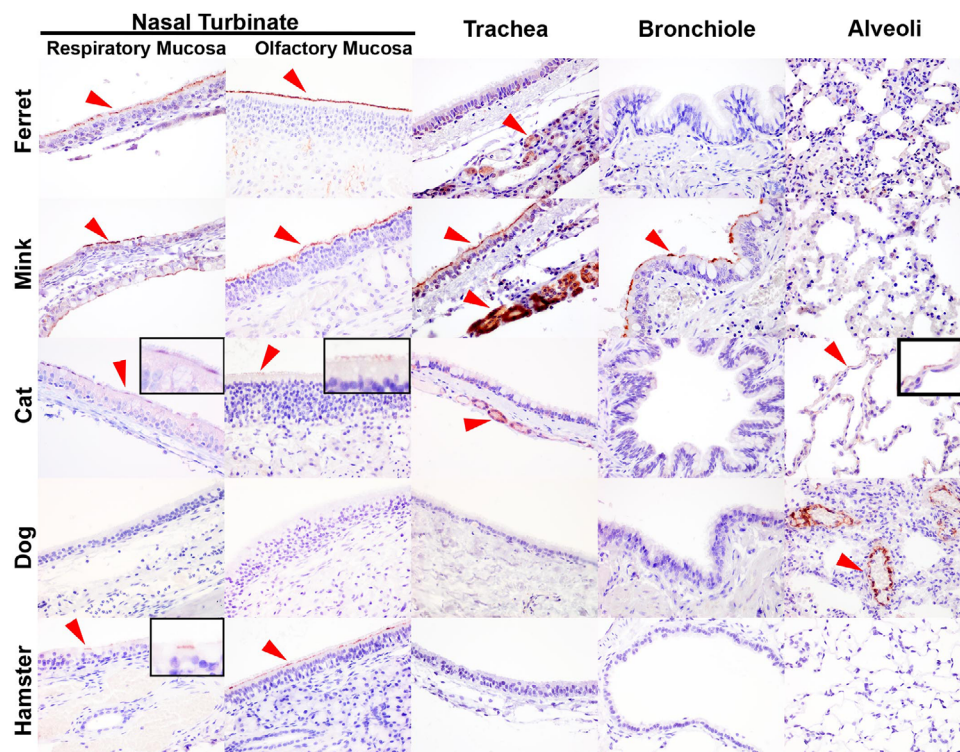 Nasal Turbinate
Respiratory Mucosa Olfactory Mucosa Trachea Bronchiole Alveoli
Ferret
Mink
Cat
Dog
Hamster